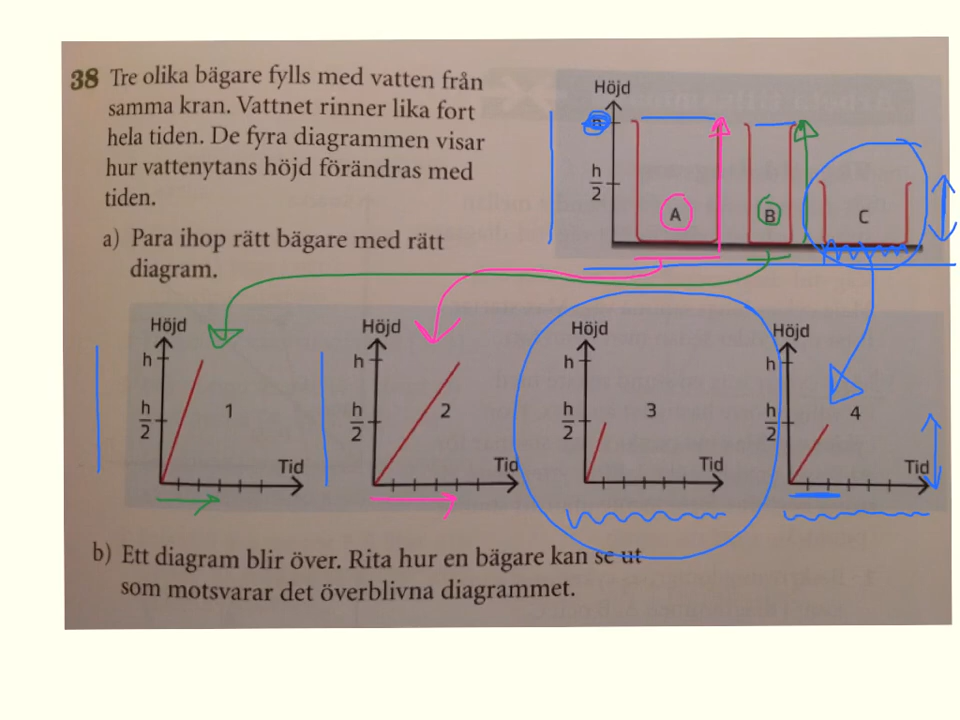 38 Tre olika bägare fylls med vatten från
samma kran. Vattnet rinner lika fort
hela tiden. De fyra diagrammen visar
hur vattenytans höjd förändras med
tiden.
a) Para ihop rätt bägare med rätt
diagram.
Höjd
h
h
2
A
B
C
Höjd
h
h
2
1
Tid
Höjd
h
h
2
2
Tid
Höjd
h
h
2
3
Tid
Höjd
h
h
2
4
Tid
b) Ett diagram blir över. Rita hur en bägare kan se ut
som motsvarar det överblivna diagrammet.